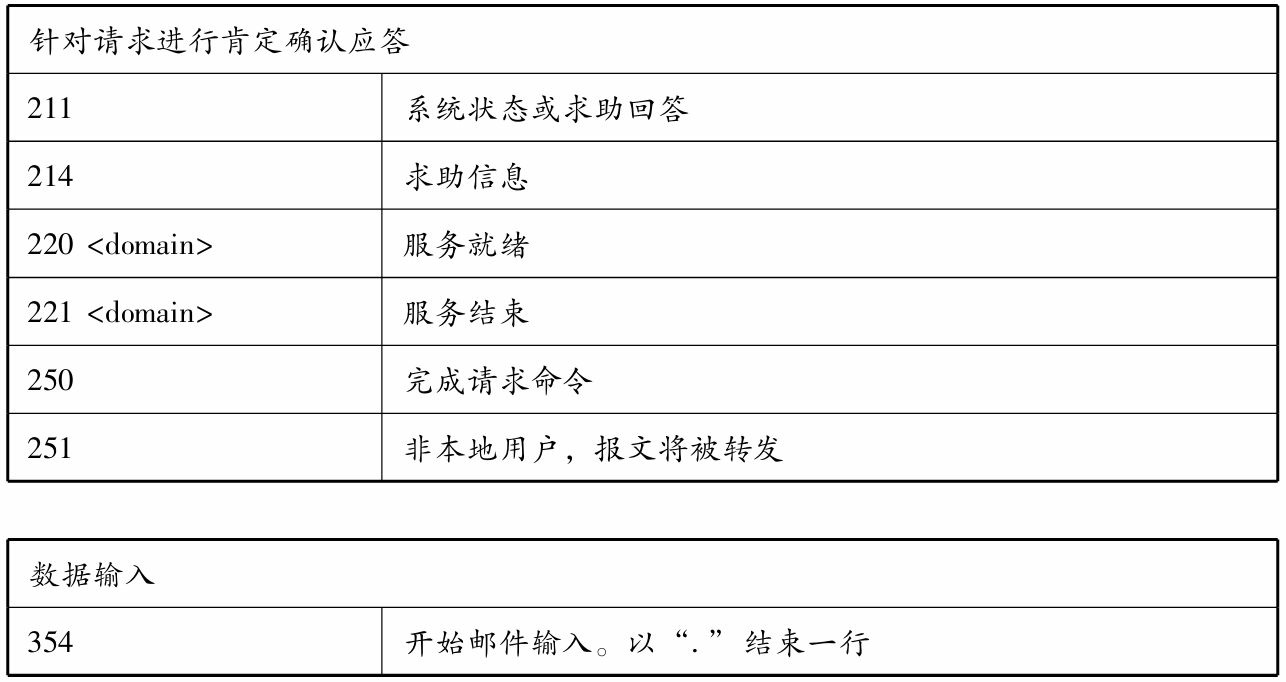 针对请求进行肯定确认应答
211 系统状态或求助回答
214 求助信息
220 <domain> 服务就绪
221 <domain> 服务结束
250 完成请求命令
251 非本地用户，报文将被转发
数据输入
354 开始邮件输入。以“.”结束一行